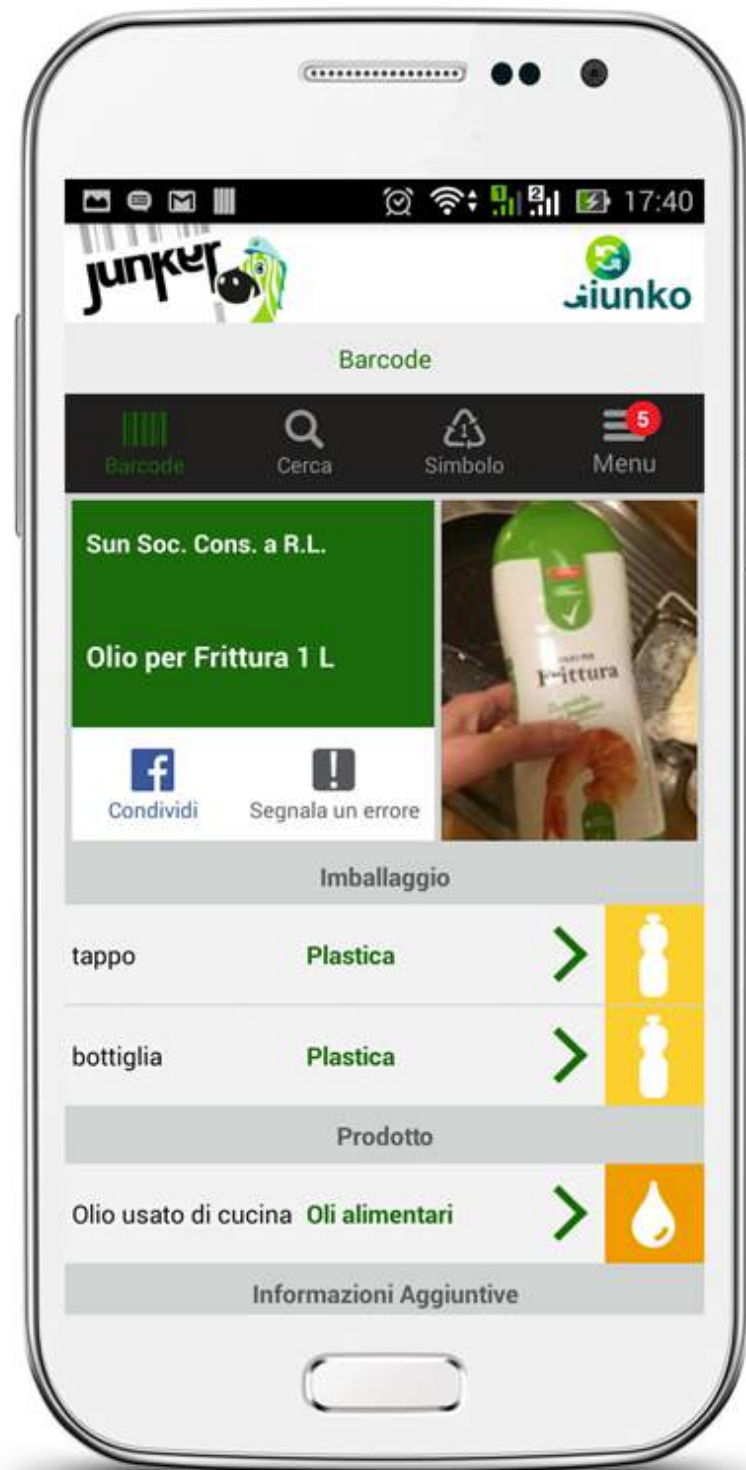 17:40
junker
Giunko
Barcode
Barcode
Cerca
Simbolo
5
Menu
Sun Soc. Cons. a R.L.
Olio per Frittura 1 L
Frittura
Condividi
Segnala un errore
Imballaggio
tappo Plastica
bottiglia Plastica
Prodotto
Olio usato di cucina Oli alimentari
Informazioni Aggiuntive